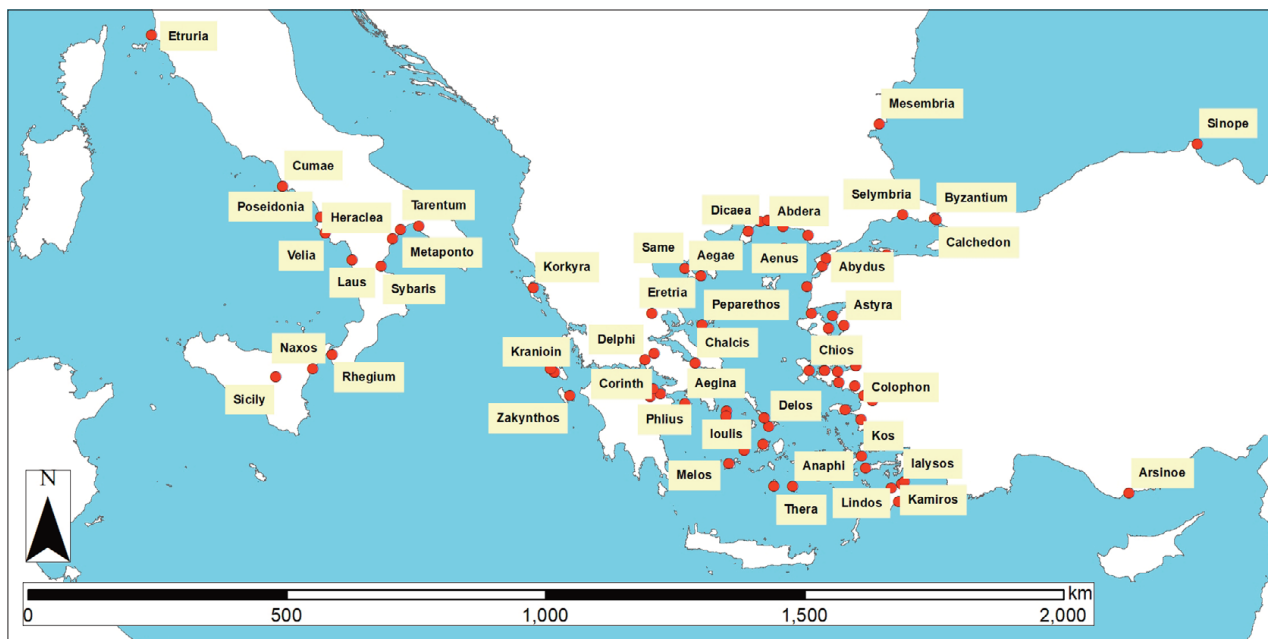 Etruria
Mesembria
Sinope
Cumae
Poseidonia
Heraclea
Tarentum
Selymbria
Byzantium
Dicaea
Abdera
Velia
Metaponto
Calchedon
Same
Aegae
Aenus
Abydus
Laus
Sybaris
Korkyra
Eretria
Peparethos
Astyra
Naxos
Delphi
Chalcis
Kranioin
Chios
Rhegium
Sicily
Corinth
Aegina
Colophon
Zakynthos
Phlius
Delos
Ioulis
Kos
Melos
Anaphi
Ialysos
Arsinoe
N
Thera
Lindos
Kamiros
km
0
500
1,000
1,500
2,000